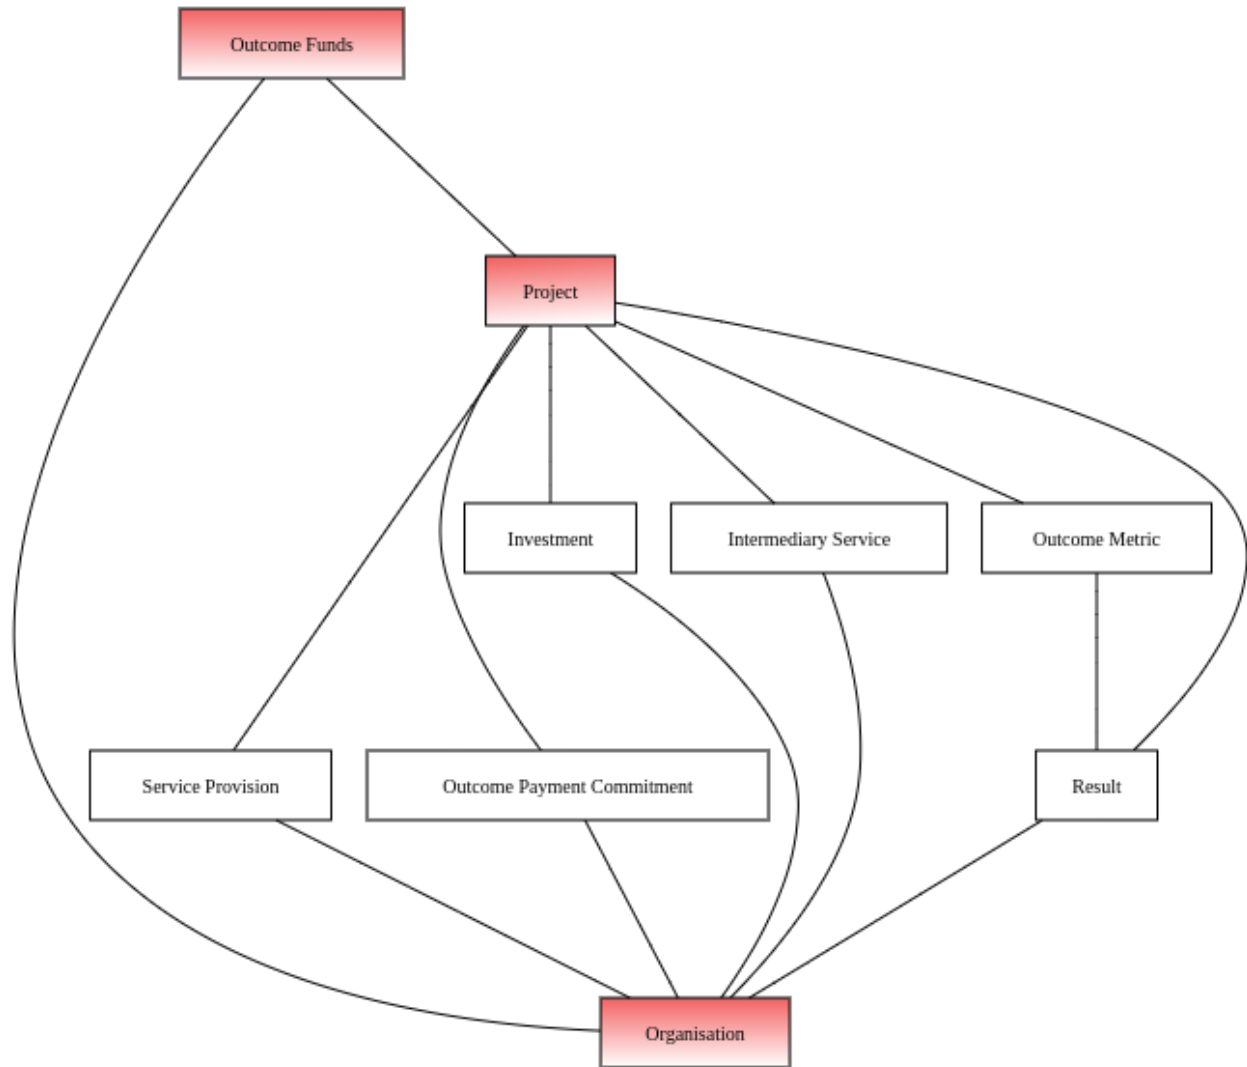 Outcome Funds
Project
Investment
Intermediary Service
Outcome Metric
Service Provision
Outcome Payment Commitment
Result
Organisation